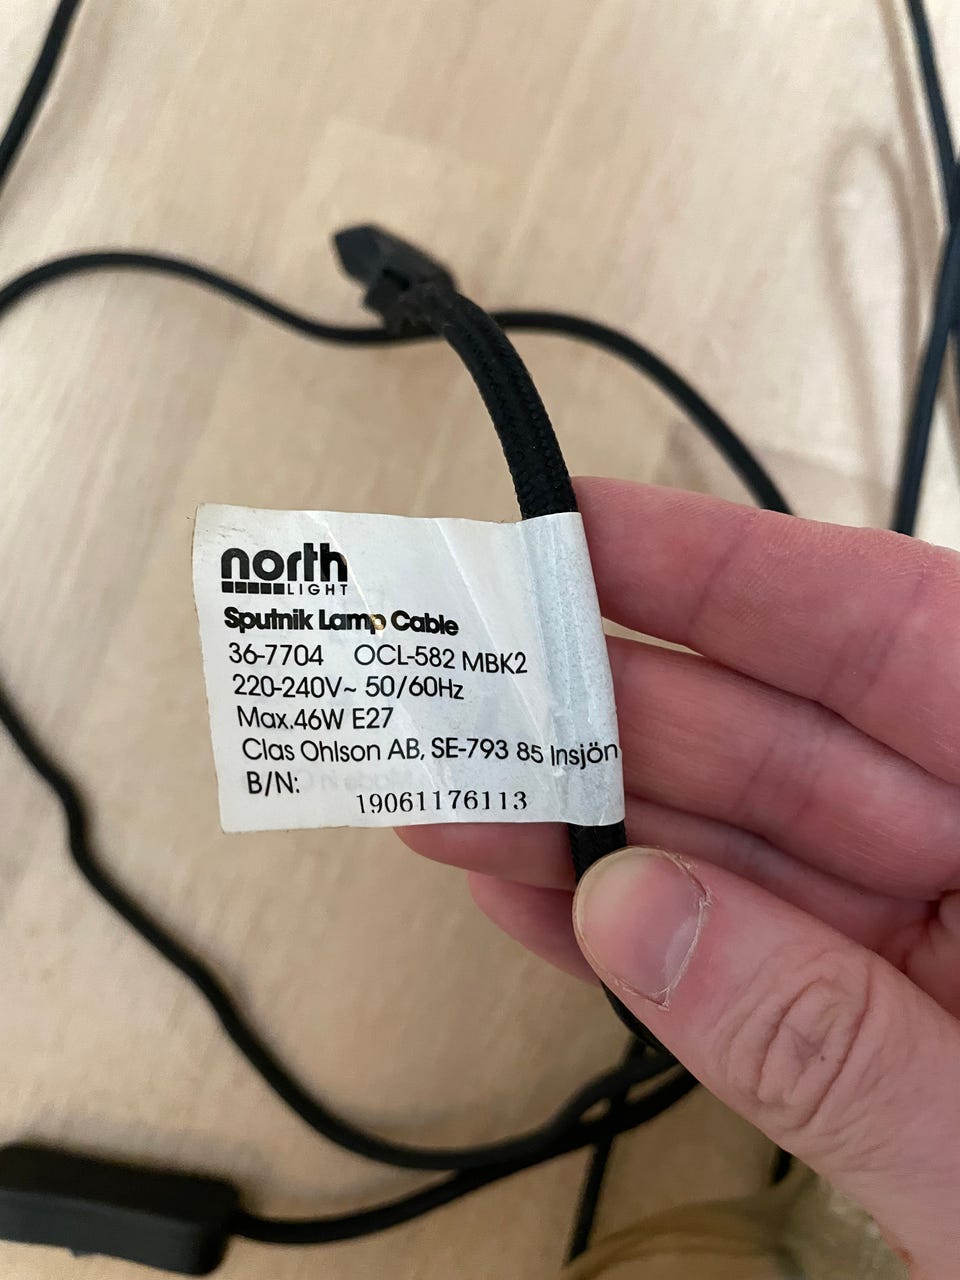 north
LIGHT
Sputnik Lamp Cable
36-7704 OCL-582 MBK2
220-240V~ 50/60Hz
Max.46W E27
Clas Ohlson AB, SE-793 85 Insjön
B/N:
19061176113